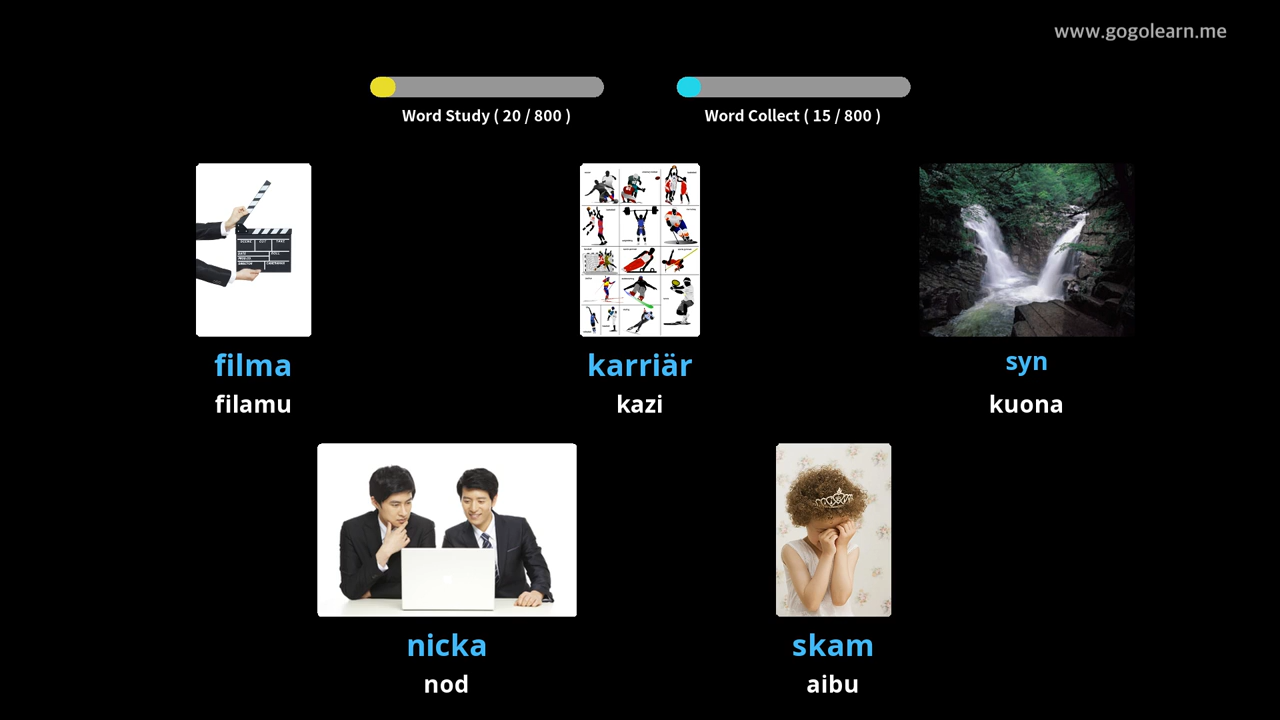 www.gogolearn.me
Word Study ( 20 / 800 )
Word Collect ( 15 / 800 )
filma
filamu
karriär
kazi
syn
kuona
nicka
nod
skam
aibu